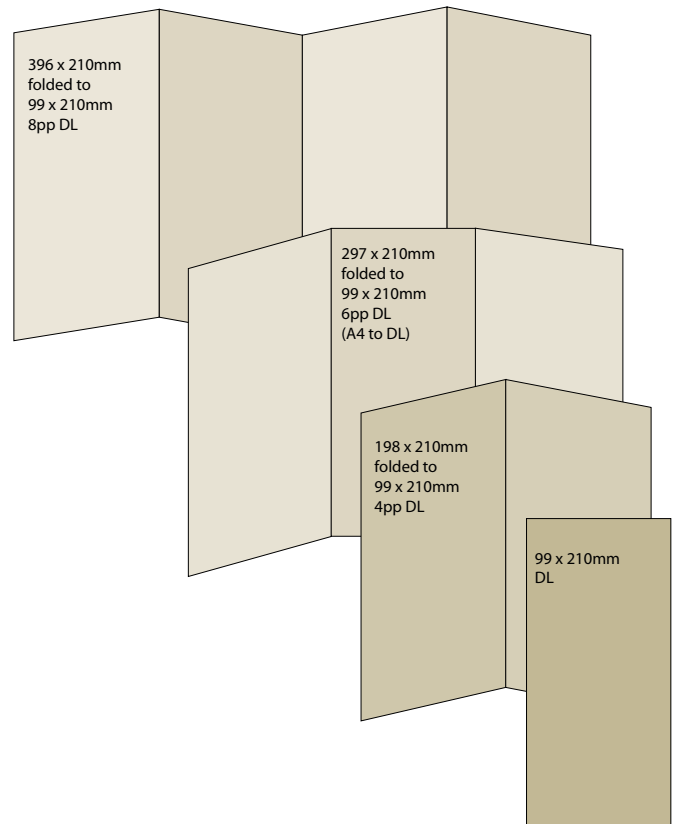 396 x 210mm
folded to
99 x 210mm
8pp DL
297 x 210mm
folded to
99 x 210mm
6pp DL
(A4 to DL)
198 x 210mm
folded to
99 x 210mm
4pp DL
99 x 210mm
DL